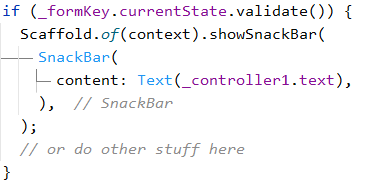 if (_formKey.currentState.validate()) {
  Scaffold.of(context).showSnackBar(
    SnackBar(
      content: Text(_controller1.text),
    ),  // SnackBar
  );
  // or do other stuff here
}